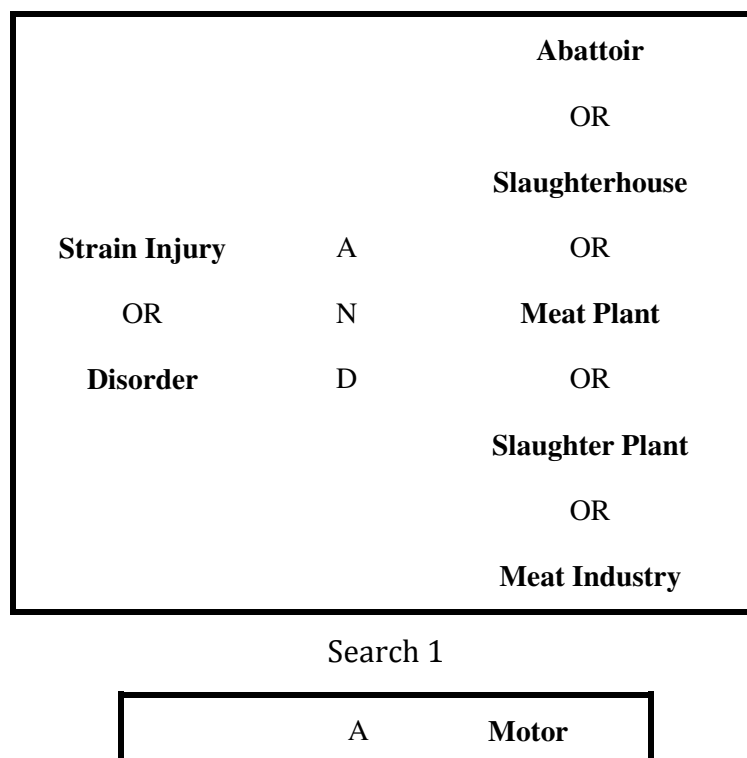 Abattoir
OR
Slaughterhouse
Strain Injury A OR
OR N Meat Plant
Disorder D OR
Slaughter Plant
OR
Meat Industry
Search 1
A Motor